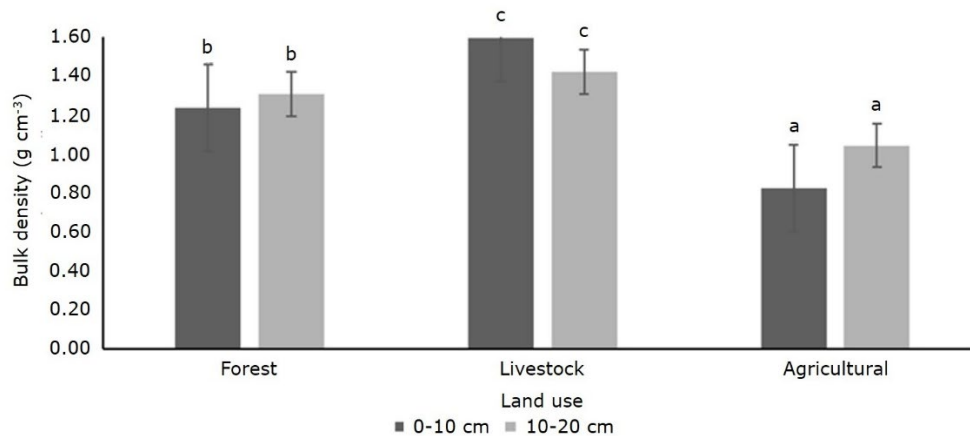 Bulk density (g cm⁻³)
1.60
1.40
1.20
1.00
0.80
0.60
0.40
0.20
0.00
b b
c c
a a
Forest Livestock Agricultural
Land use
0-10 cm 10-20 cm